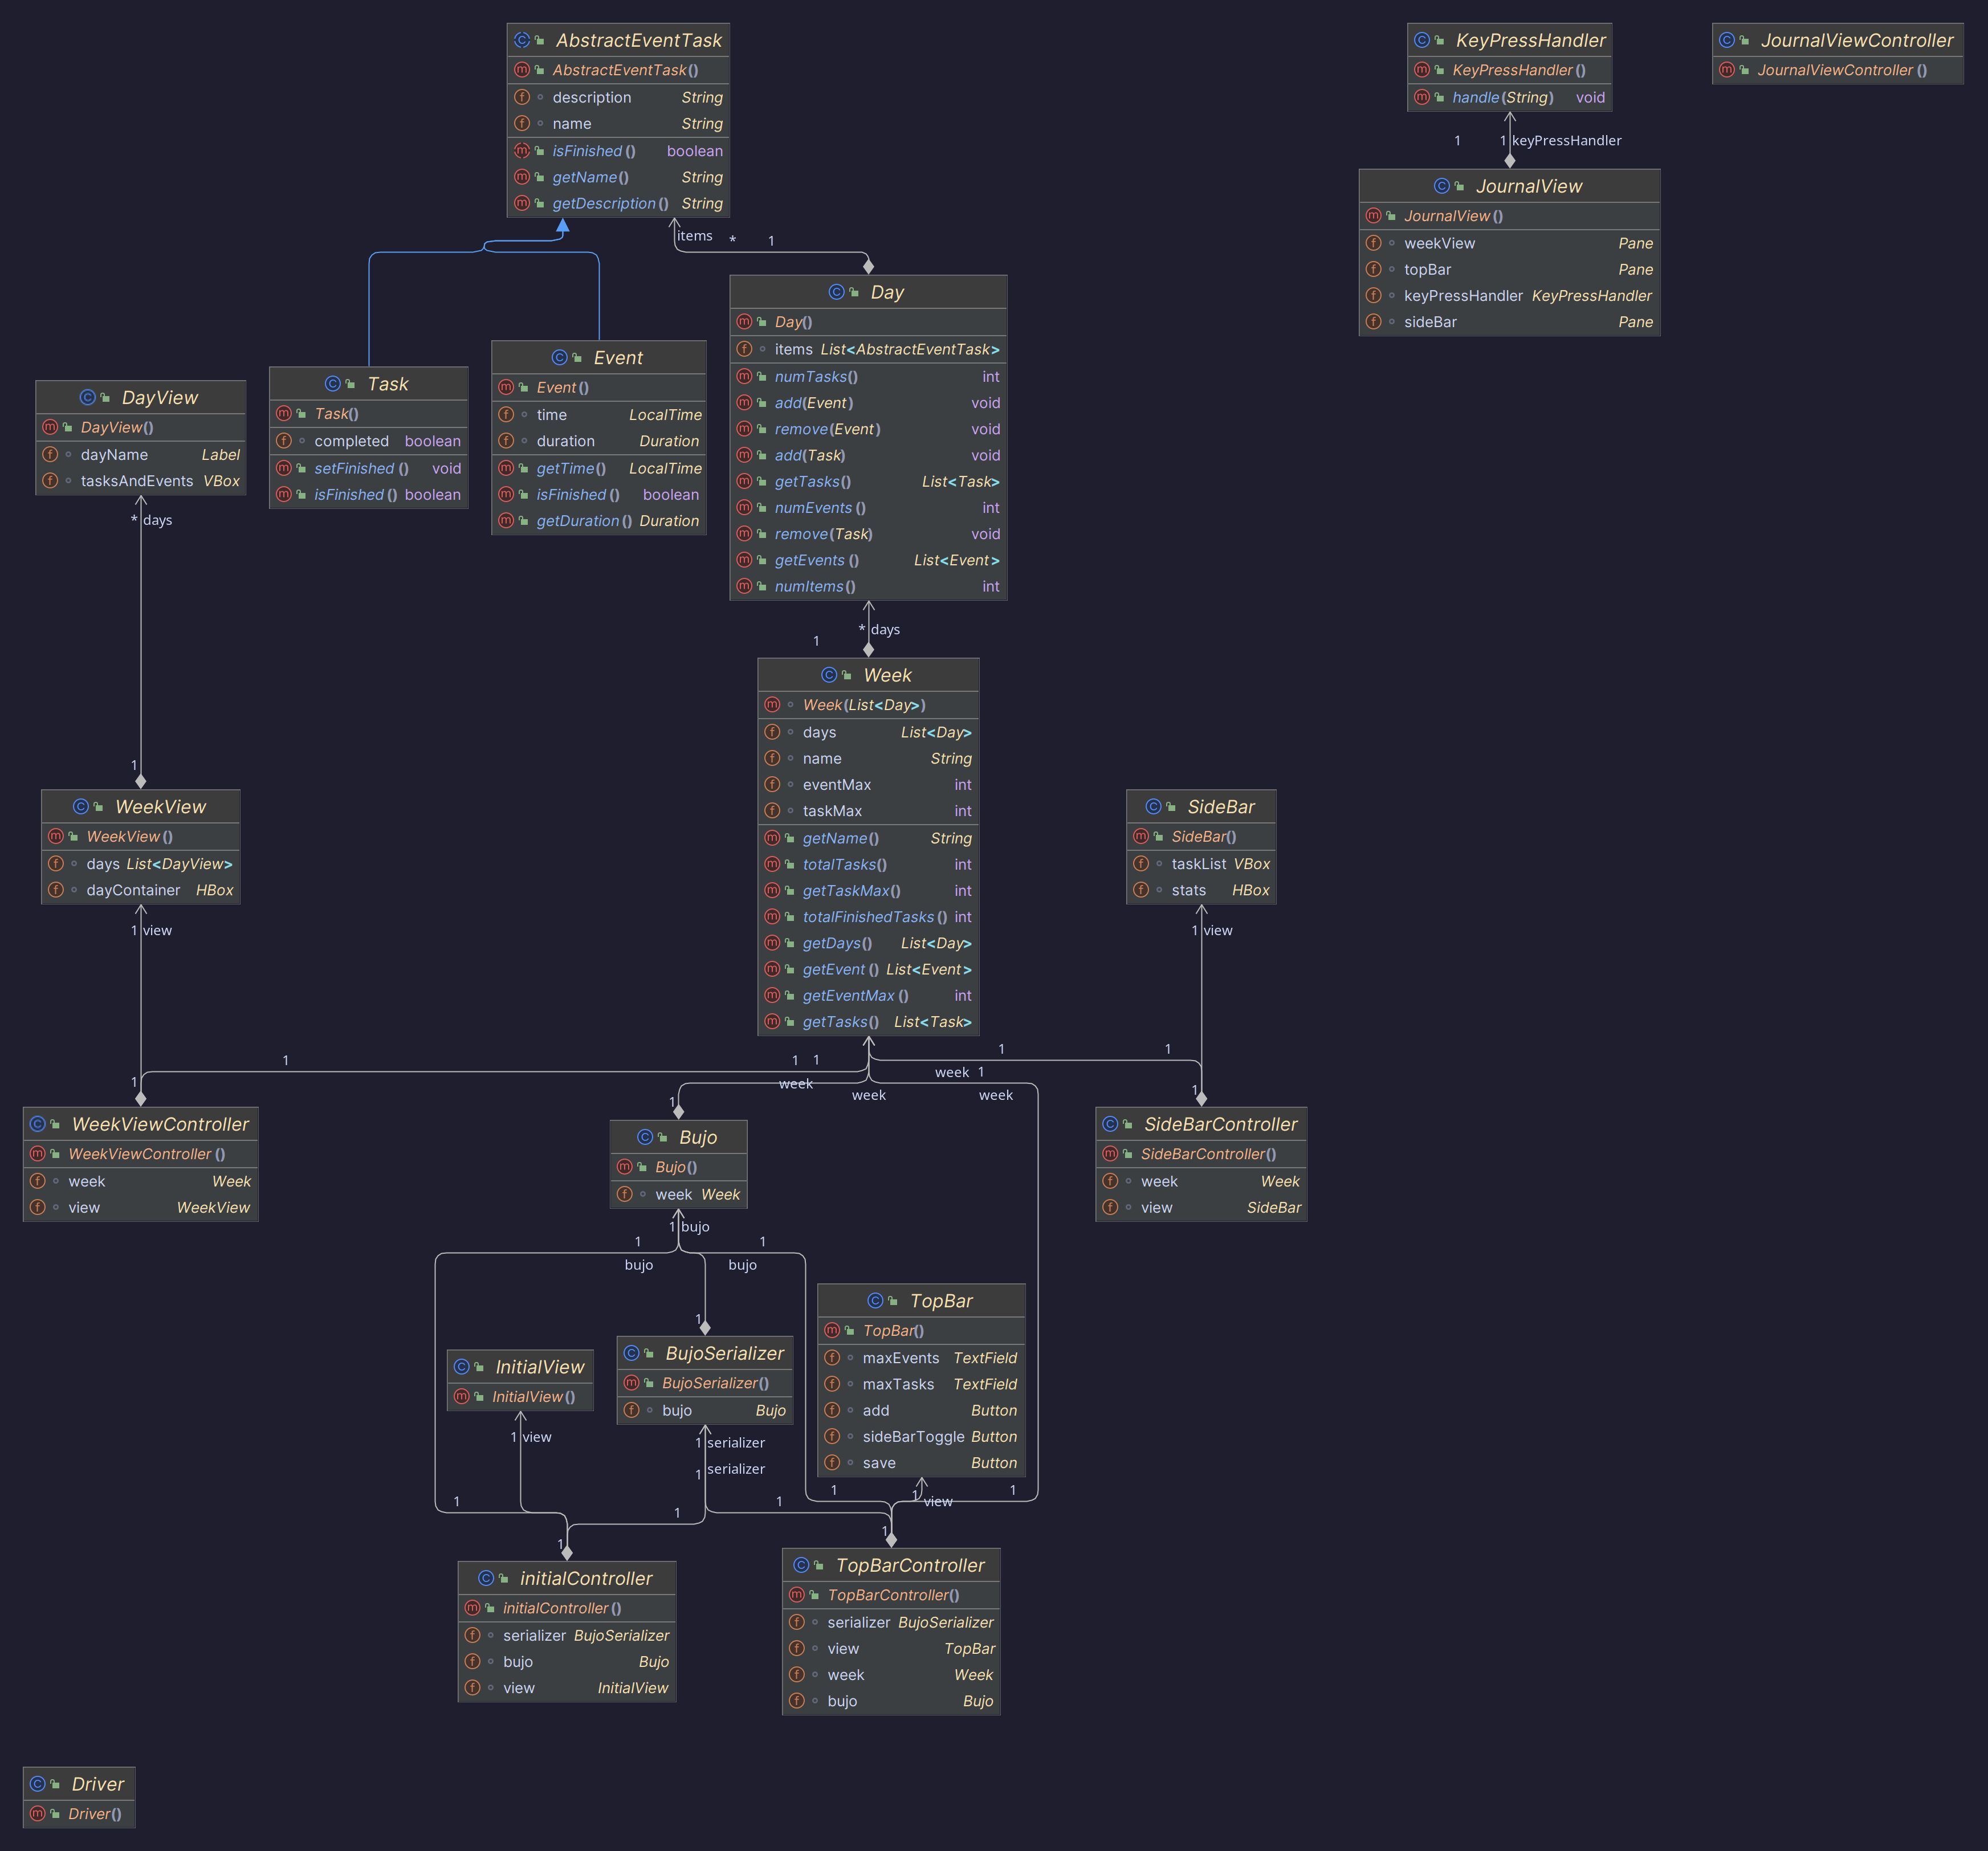 AbstractEventTask
AbstractEventTask()
description String
name String
isFinished() boolean
getName() String
getDescription() String
KeyPressHandler
KeyPressHandler()
handle(String) void
JournalViewController
JournalViewController()
1 1 keyPressHandler
JournalView
JournalView()
weekView Pane
topBar Pane
keyPressHandler KeyPressHandler
sideBar Pane
items * 1
Day
Day()
items List<AbstractEventTask>
numTasks() int
add(Event) void
remove(Event) void
add(Task) void
getTasks() List<Task>
numEvents() int
remove(Task) void
getEvents() List<Event>
numItems() int
Event
Event()
time LocalTime
duration Duration
getTime() LocalTime
isFinished() boolean
getDuration() Duration
Task
Task()
completed boolean
setFinished() void
isFinished() boolean
DayView
DayView()
dayName Label
tasksAndEvents VBox
* days
1
* days
1
Week
Week(List<Day>)
days List<Day>
name String
eventMax int
taskMax int
getName() String
totalTasks() int
getTaskMax() int
totalFinishedTasks() int
getDays() List<Day>
getEvent() List<Event>
getEventMax() int
getTasks() List<Task>
WeekView
WeekView()
days List<DayView>
dayContainer HBox
1 view
SideBar
SideBar()
taskList VBox
stats HBox
1 view
1 1 1 1 1
week week 1
week week
1 1 1
WeekViewController
WeekViewController()
week Week
view WeekView
Bujo
Bujo()
week Week
SideBarController
SideBarController()
week Week
view SideBar
1 bujo
1 1
bujo bujo
1
TopBar
TopBar()
maxEvents TextField
maxTasks TextField
add Button
sideBarToggle Button
save Button
InitialView
InitialView()
BujoSerializer
BujoSerializer()
bujo Bujo
1 view
1 serializer
1 serializer
1 1 1 1 1 1 view
1 1
initialController
initialController()
serializer BujoSerializer
bujo Bujo
view InitialView
TopBarController
TopBarController()
serializer BujoSerializer
view TopBar
week Week
bujo Bujo
Driver
Driver()